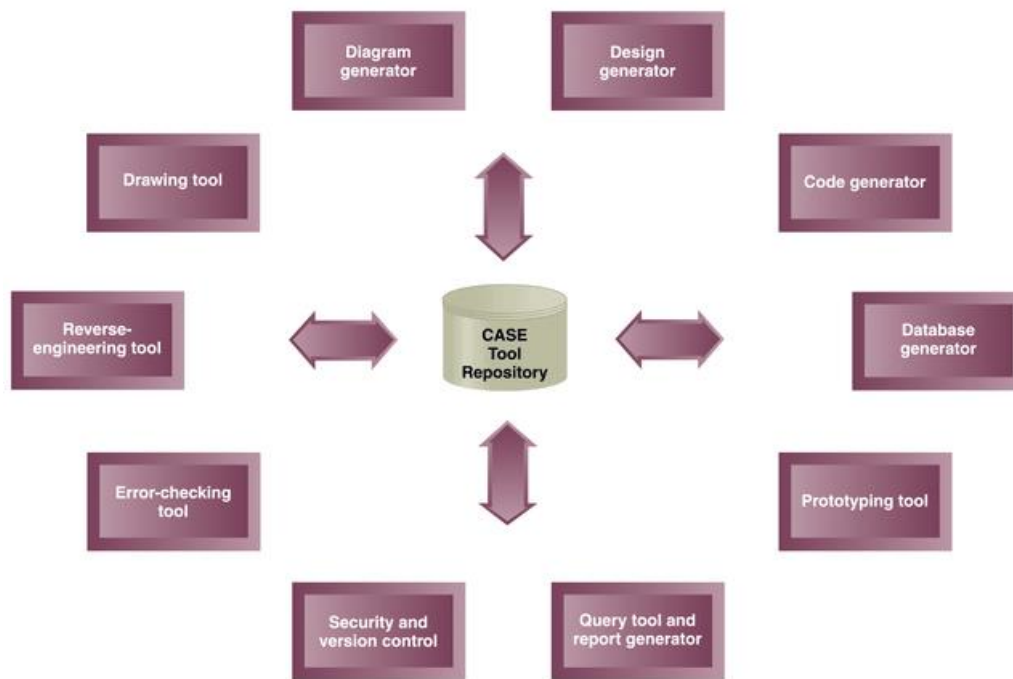 Diagram
generator
Design
generator
Drawing tool
Code generator
Reverse-
engineering tool
CASE
Tool
Repository
Database
generator
Error-checking
tool
Prototyping tool
Security and
version control
Query tool and
report generator